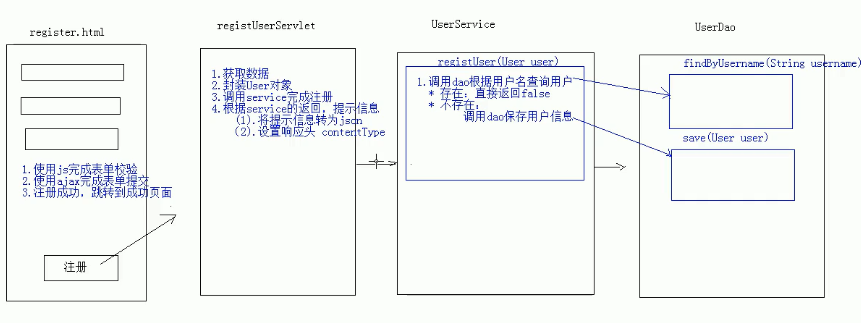 register.html
1.使用js完成表单校验
2.使用ajax完成表单提交
3.注册成功，跳转到成功页面
注册
registUserServlet
1.获取数据
2.封装User对象
3.调用service完成注册
4.根据service的返回，提示信息
(1).将提示信息转为json
(2).设置响应头 contentType
UserService
registUser(User user)
1.调用dao根据用户名查询用户
* 存在：直接返回false
* 不存在：
调用dao保存用户信息
UserDao
findByUsername(String username)
save(User user)